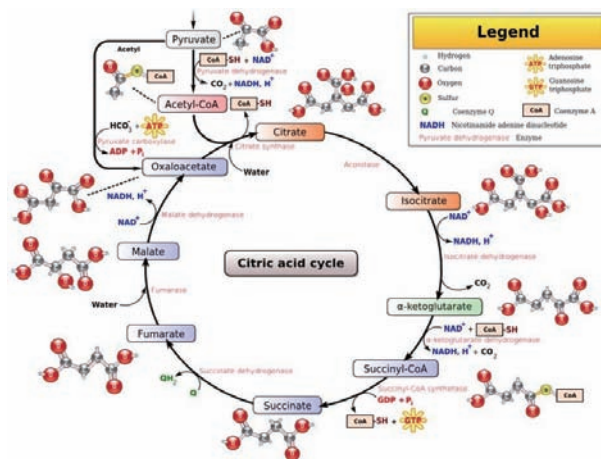 Legend
Hydrogen
Carbon
Oxygen
Sulfur
Q Coenzyme Q
NADH Nicotinamide adenine dinucleotide
Pyruvate dehydrogenase : Enzyme
ATP Adenosine triphosphate
GTP Guanosine triphosphate
CoA Coenzyme A
Pyruvate
Acetyl
CoA-SH + NAD+
Pyruvate dehydrogenase
CO2 + NADH, H+
CoA
Acetyl-CoA
CoA-SH
HCO3- + ATP
Pyruvate carboxylase
ADP + Pi
Citrate
Citrate synthase
Water
Oxaloacetate
Aconitase
Isocitrate
NAD+
NADH, H+
Isocitrate dehydrogenase
CO2
α-ketoglutarate
NAD+ + CoA-SH
α-ketoglutarate dehydrogenase
NADH, H+ + CO2
Succinyl-CoA
Succinyl-CoA synthetase
GDP + Pi
CoA-SH + GTP
CoA
Succinate
Succinate dehydrogenase
QH2
Q
Fumarate
Fumarase
Water
Malate
Malate dehydrogenase
NAD+
NADH, H+
Citric acid cycle